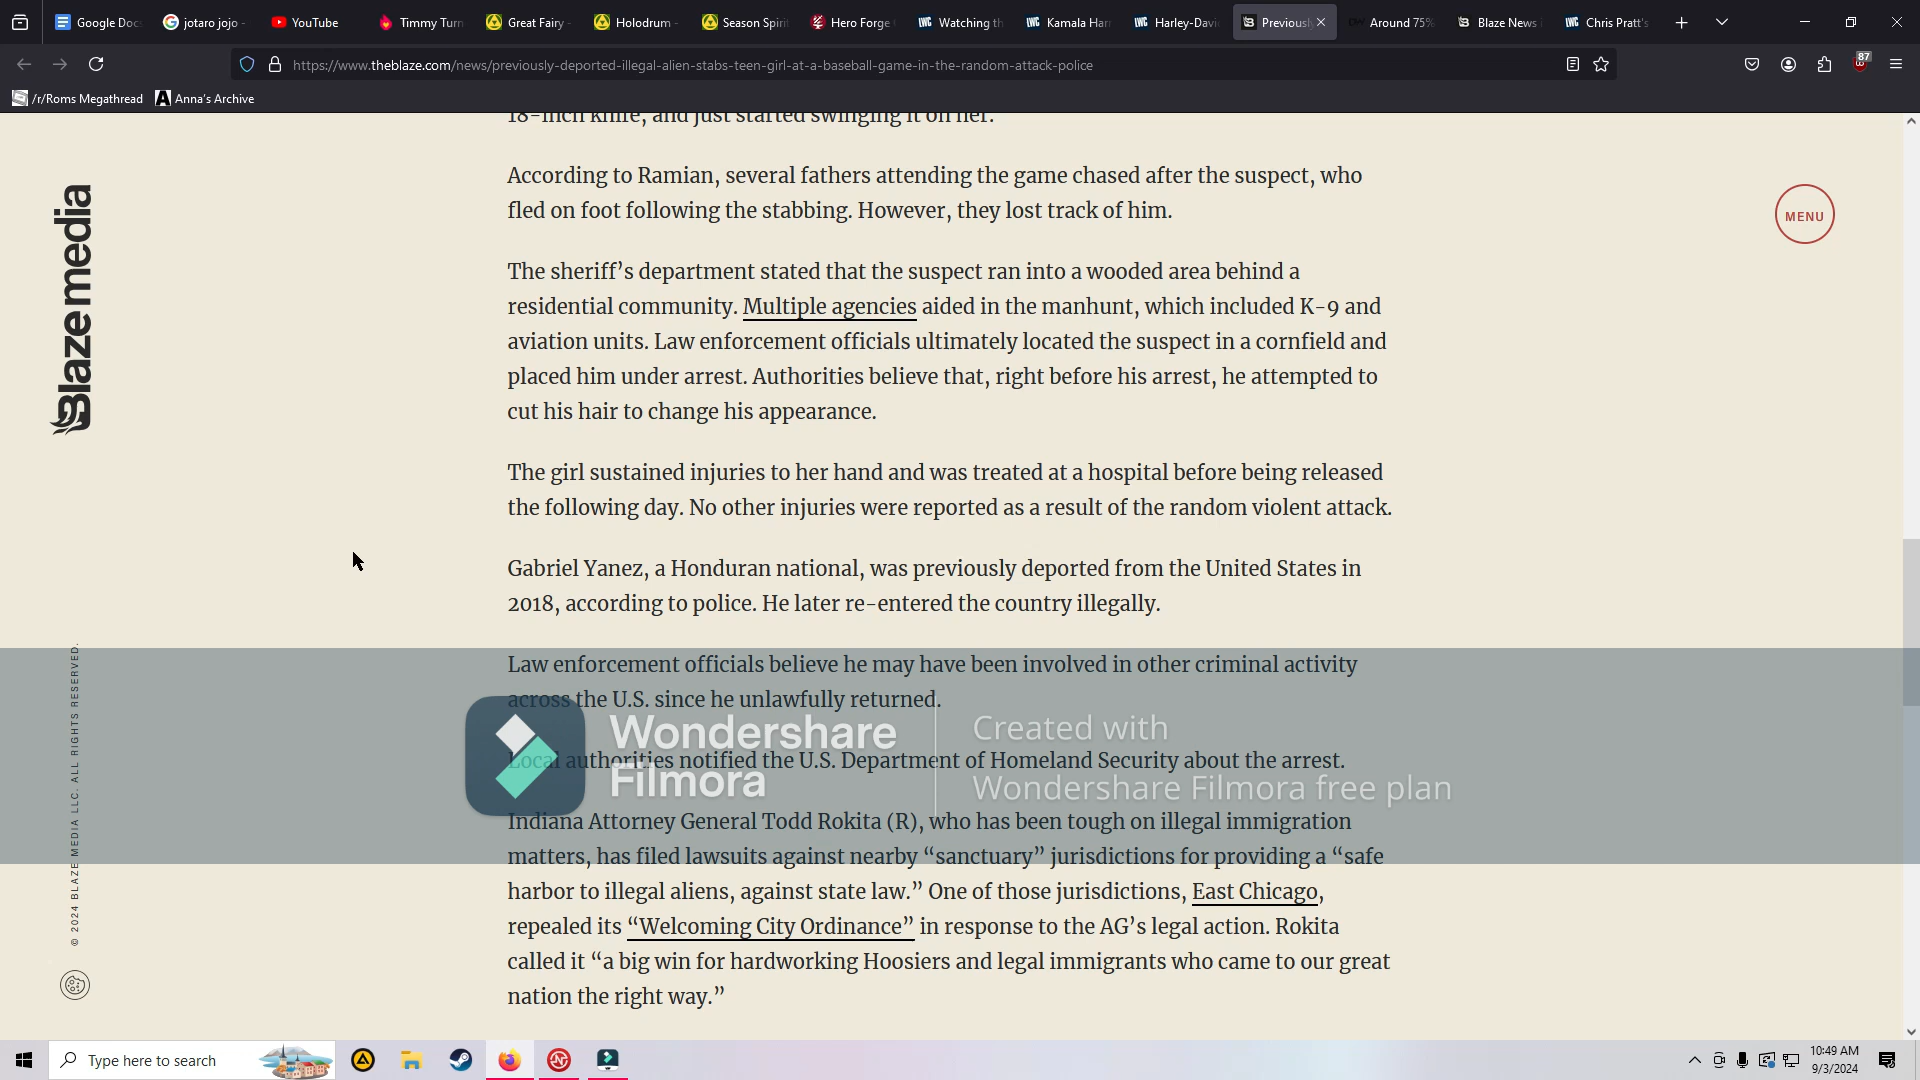 Google Doc
jotaro jojo -
YouTube
Timmy Turn
Great Fairy -
Holodrum -
Season Spiri
Hero Forge
Watching th
Kamala Har
Harley-Davi
Previously
Around 75%
Blaze News
Chris Pratt's
https://www.theblaze.com/news/previously-deported-illegal-alien-stabs-teen-girl-at-a-baseball-game-in-the-random-attack-police
87
/r/Roms Megathread
Anna's Archive
18-inch knife, and just started swinging it on her.
According to Ramian, several fathers attending the game chased after the suspect, who
fled on foot following the stabbing. However, they lost track of him.
The sheriff’s department stated that the suspect ran into a wooded area behind a
residential community. Multiple agencies aided in the manhunt, which included K-9 and
aviation units. Law enforcement officials ultimately located the suspect in a cornfield and
placed him under arrest. Authorities believe that, right before his arrest, he attempted to
cut his hair to change his appearance.
The girl sustained injuries to her hand and was treated at a hospital before being released
the following day. No other injuries were reported as a result of the random violent attack.
Gabriel Yanez, a Honduran national, was previously deported from the United States in
2018, according to police. He later re-entered the country illegally.
Law enforcement officials believe he may have been involved in other criminal activity
across the U.S. since he unlawfully returned.
Local authorities notified the U.S. Department of Homeland Security about the arrest.
Indiana Attorney General Todd Rokita (R), who has been tough on illegal immigration
matters, has filed lawsuits against nearby “sanctuary” jurisdictions for providing a “safe
harbor to illegal aliens, against state law.” One of those jurisdictions, East Chicago,
repealed its “Welcoming City Ordinance” in response to the AG’s legal action. Rokita
called it “a big win for hardworking Hoosiers and legal immigrants who came to our great
nation the right way.”
Blaze media
© 2024 BLAZE MEDIA LLC. ALL RIGHTS RESERVED.
MENU
Wondershare
Filmora
Created with
Wondershare Filmora free plan
Type here to search
10:49 AM
9/3/2024